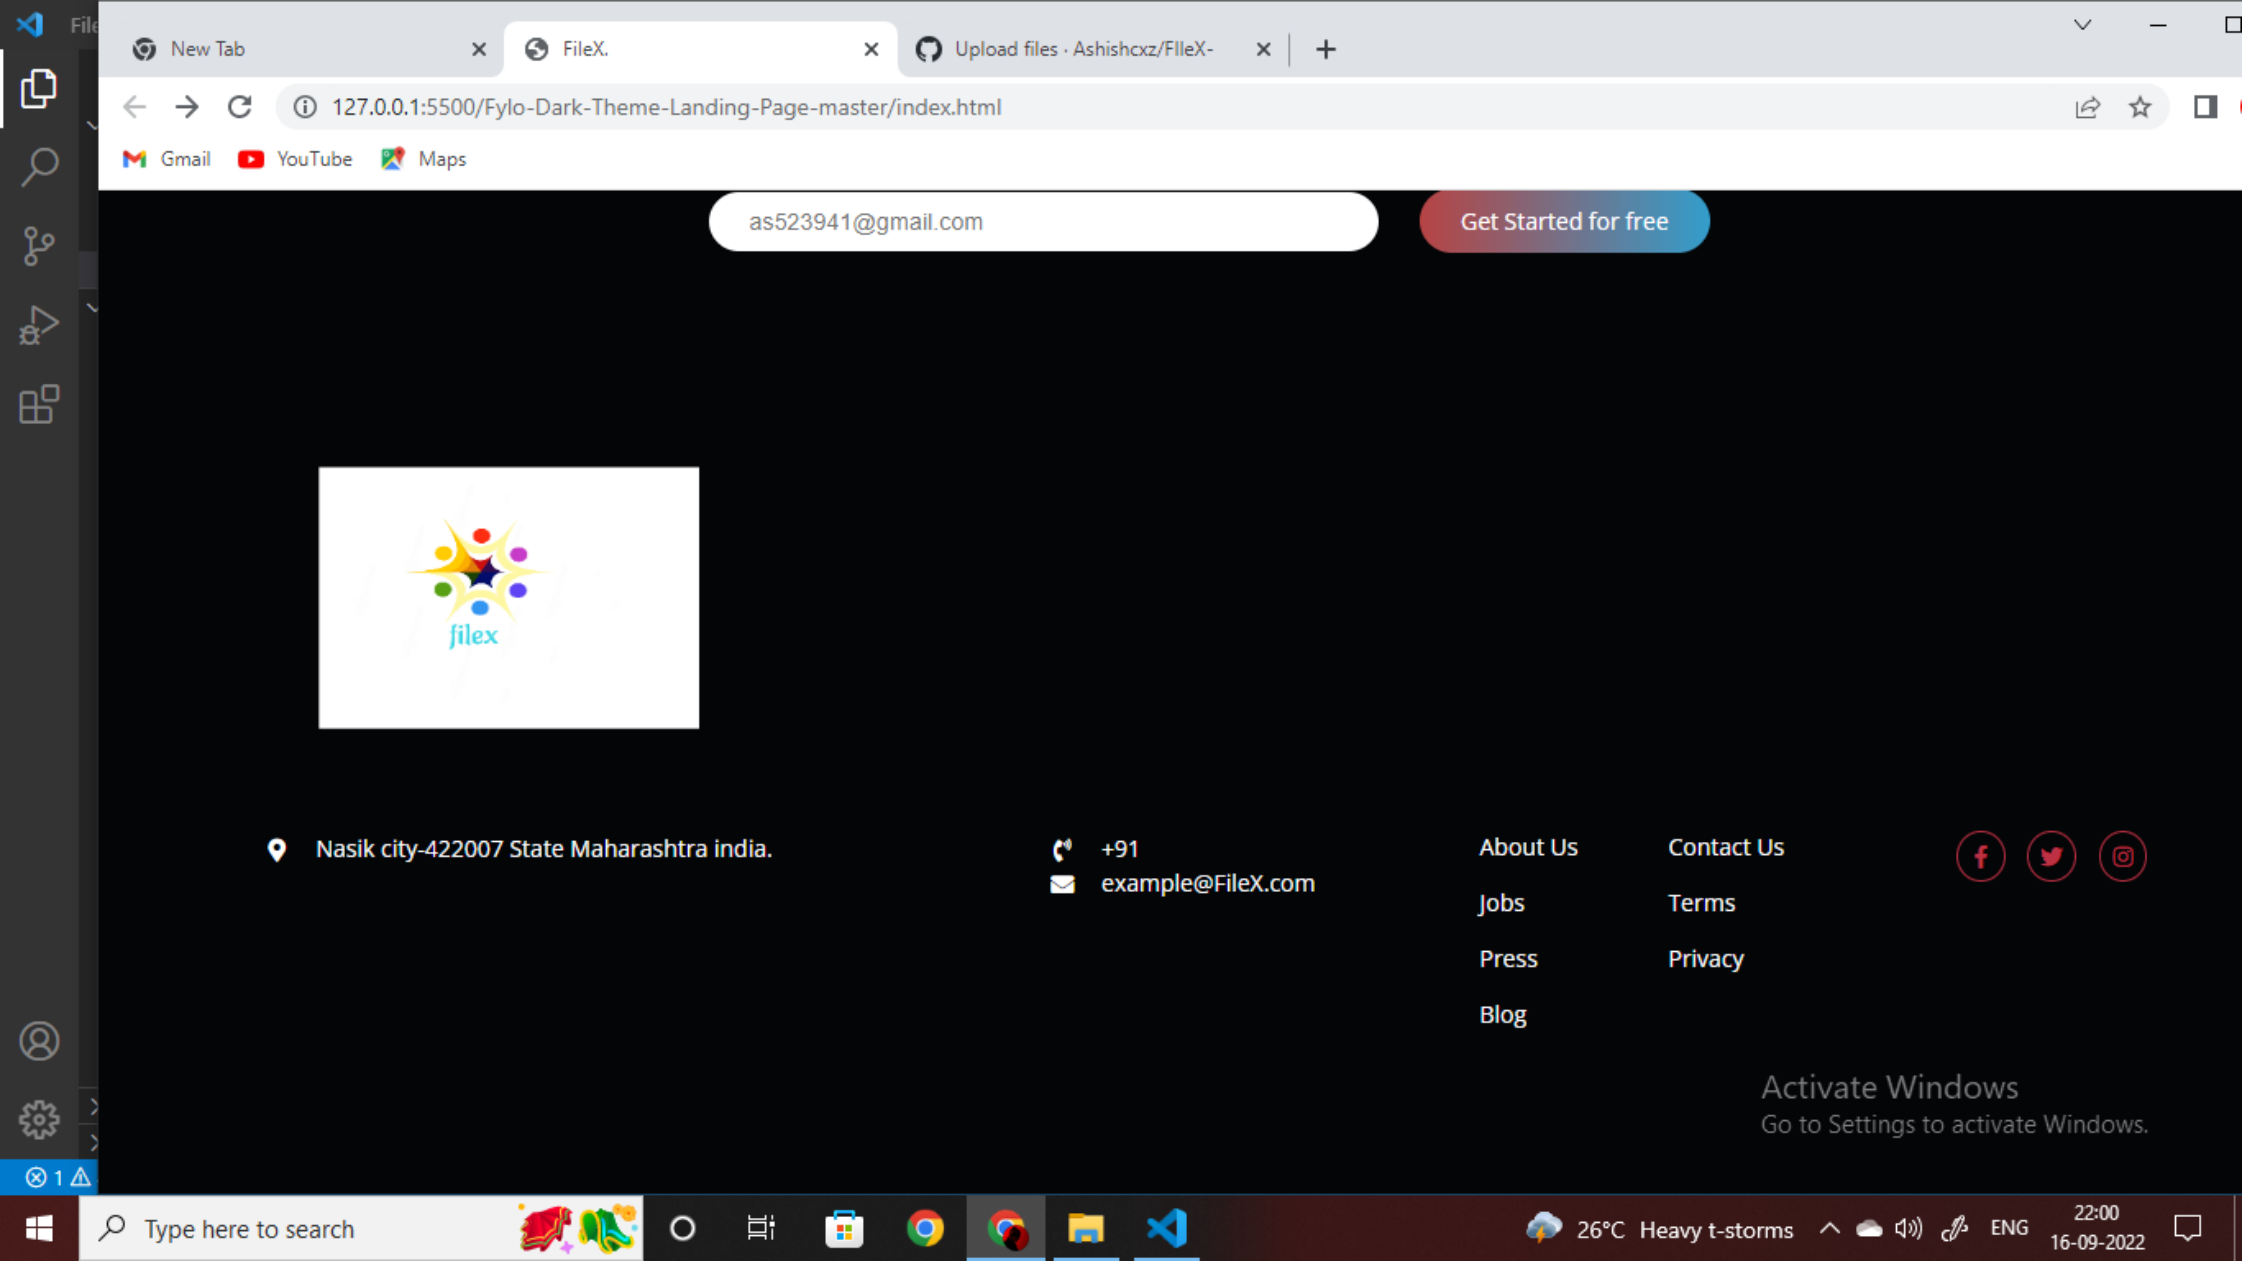 File
New Tab
FileX.
Upload files · Ashishcxz/FIleX-
127.0.0.1:5500/Fylo-Dark-Theme-Landing-Page-master/index.html
Gmail
YouTube
Maps
as523941@gmail.com
Get Started for free
filex
Nasik city-422007 State Maharashtra india.
+91
example@FileX.com
About Us
Contact Us
Jobs
Terms
Press
Privacy
Blog
Activate Windows
Go to Settings to activate Windows.
1
Type here to search
26°C Heavy t-storms
ENG
22:00
16-09-2022